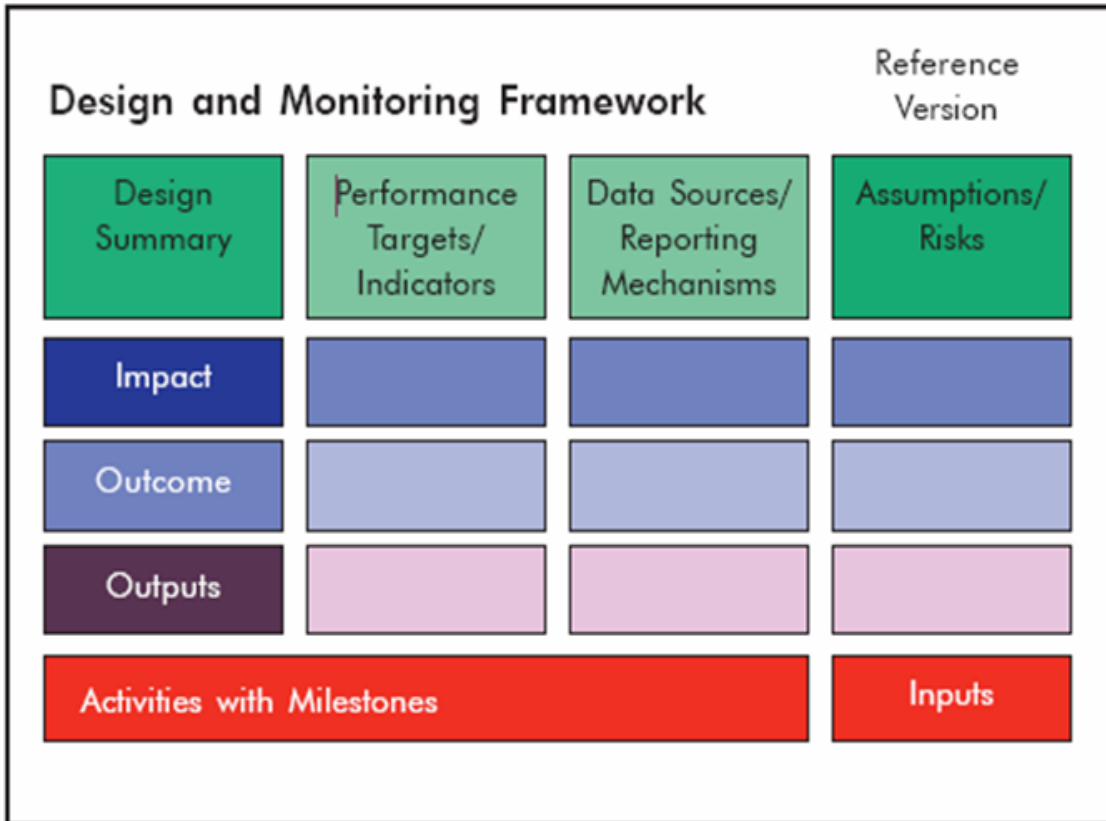 Reference
Version
Design and Monitoring Framework
Design
Summary
Performance
Targets/
Indicators
Data Sources/
Reporting
Mechanisms
Assumptions/
Risks
Impact
Outcome
Outputs
Activities with Milestones
Inputs